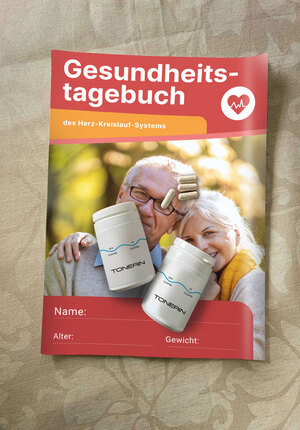 Gesundheits-
tagebuch
des Herz-Kreislauf-Systems
TONERIN
TONERIN
Name:
Alter:
Gewicht: